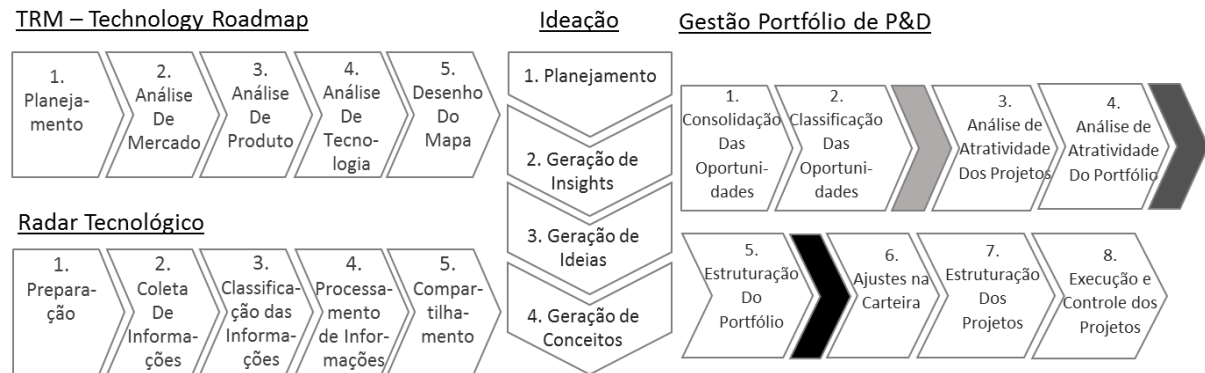 TRM – Technology Roadmap
1.
Planeja-
mento
2.
Análise
De
Mercado
3.
Análise
De
Produto
4.
Análise
De
Tecno-
logia
5.
Desenho
Do
Mapa
Radar Tecnológico
1.
Prepara-
ção
2.
Coleta
De
Informa-
ções
3.
Classifica-
ção das
Informa-
ções
4.
Processa-
mento
de Infor-
mações
5.
Compar-
tilha-
mento
Ideação
1. Planejamento
2. Geração de
Insights
3. Geração de
Ideias
4. Geração de
Conceitos
Gestão Portfólio de P&D
1.
Consolidação
Das
Oportuni-
dades
2.
Classificação
Das
Oportuni-
dades
3.
Análise de
Atratividade
Dos Projetos
4.
Análise de
Atratividade
Do Portfólio
5.
Estruturação
Do
Portfólio
6.
Ajustes na
Carteira
7.
Estruturação
Dos
Projetos
8.
Execução e
Controle dos
Projetos